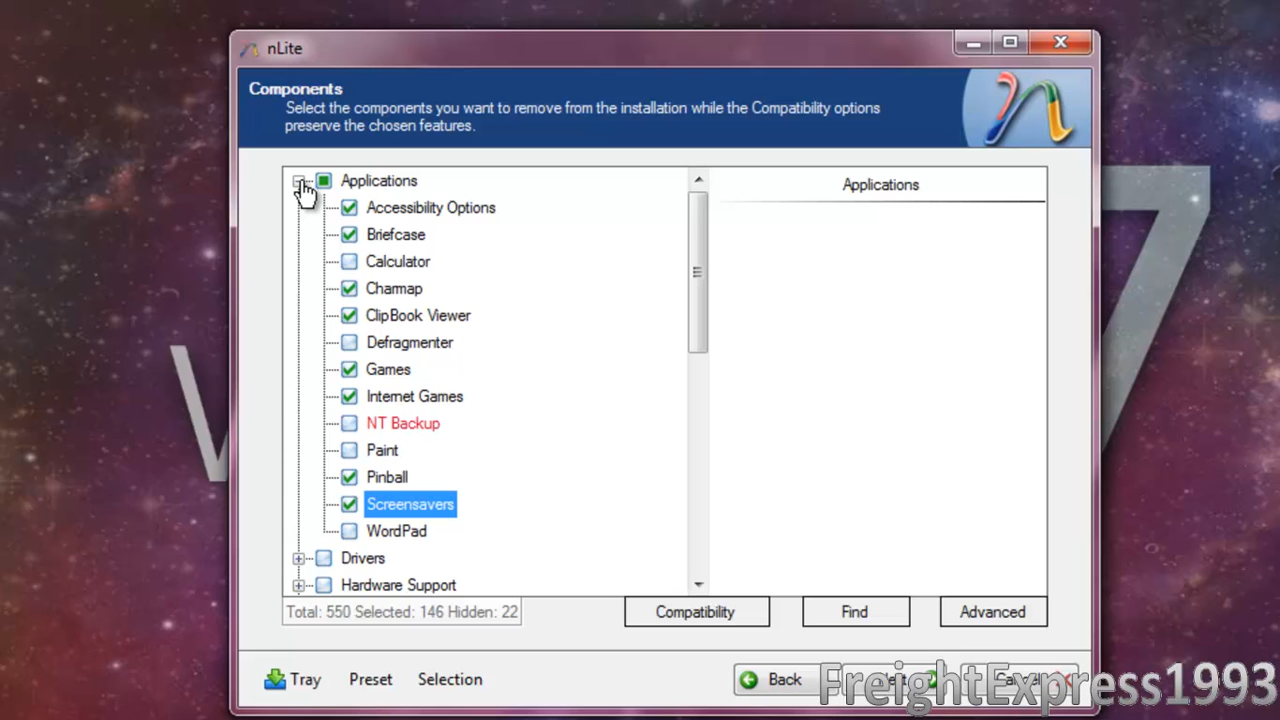 nLite
Components
Select the components you want to remove from the installation while the Compatibility options
preserve the chosen features.
Applications
Accessibility Options
Briefcase
Calculator
Charmap
ClipBook Viewer
Defragmenter
Games
Internet Games
NT Backup
Paint
Pinball
Screensavers
WordPad
Drivers
Hardware Support
Applications
Total: 550 Selected: 146 Hidden: 22
Compatibility
Find
Advanced
Tray
Preset
Selection
Back
FreightExpress1993
7